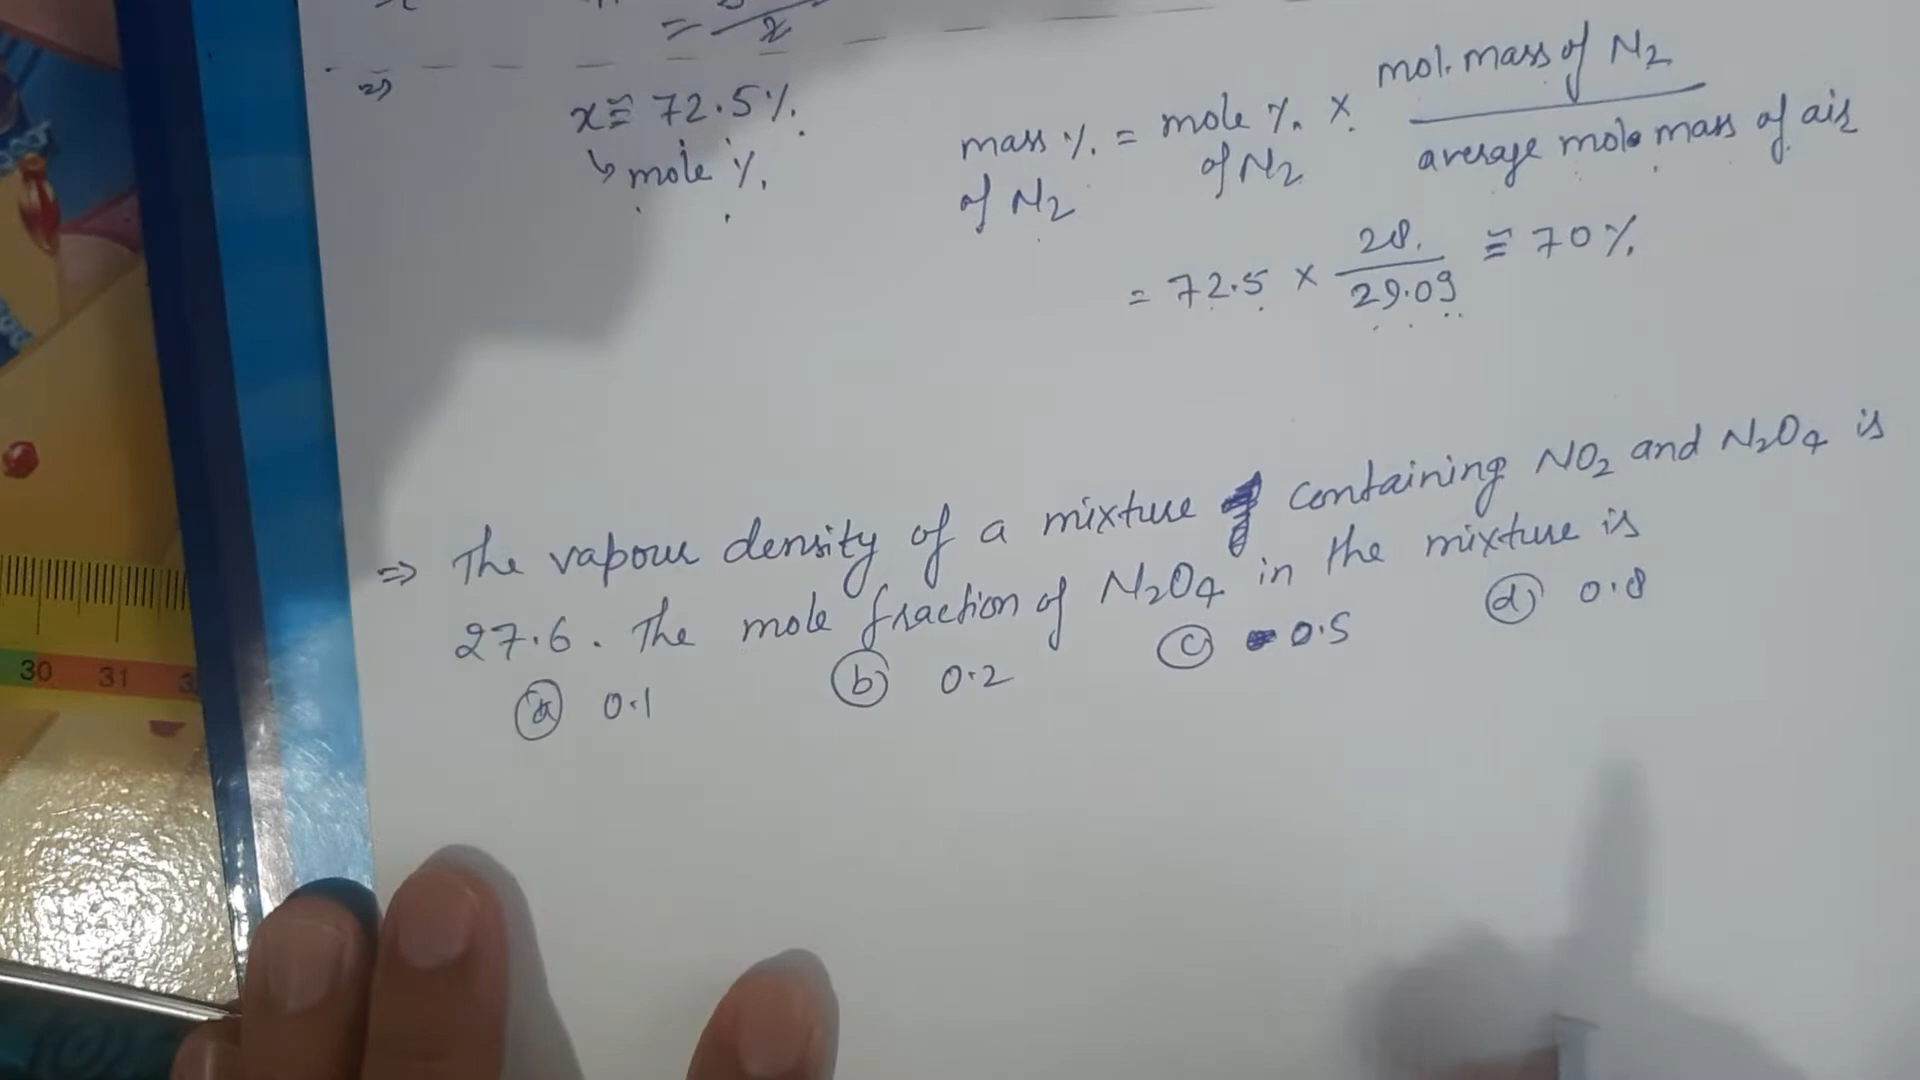 = x
2)
x ≅ 72.5%.
↳ mole %.
mass %. = mole %. × mol. mass of N2
of N2 of N2 average mole mass of air
= 72.5 × 28. / 29.09 ≅ 70%.
⇒ The vapour density of a mixture containing NO2 and N2O4 is
27.6. The mole fraction of N2O4 in the mixture is
(a) 0.1 (b) 0.2 (c) 0.5 (d) 0.8
30 31